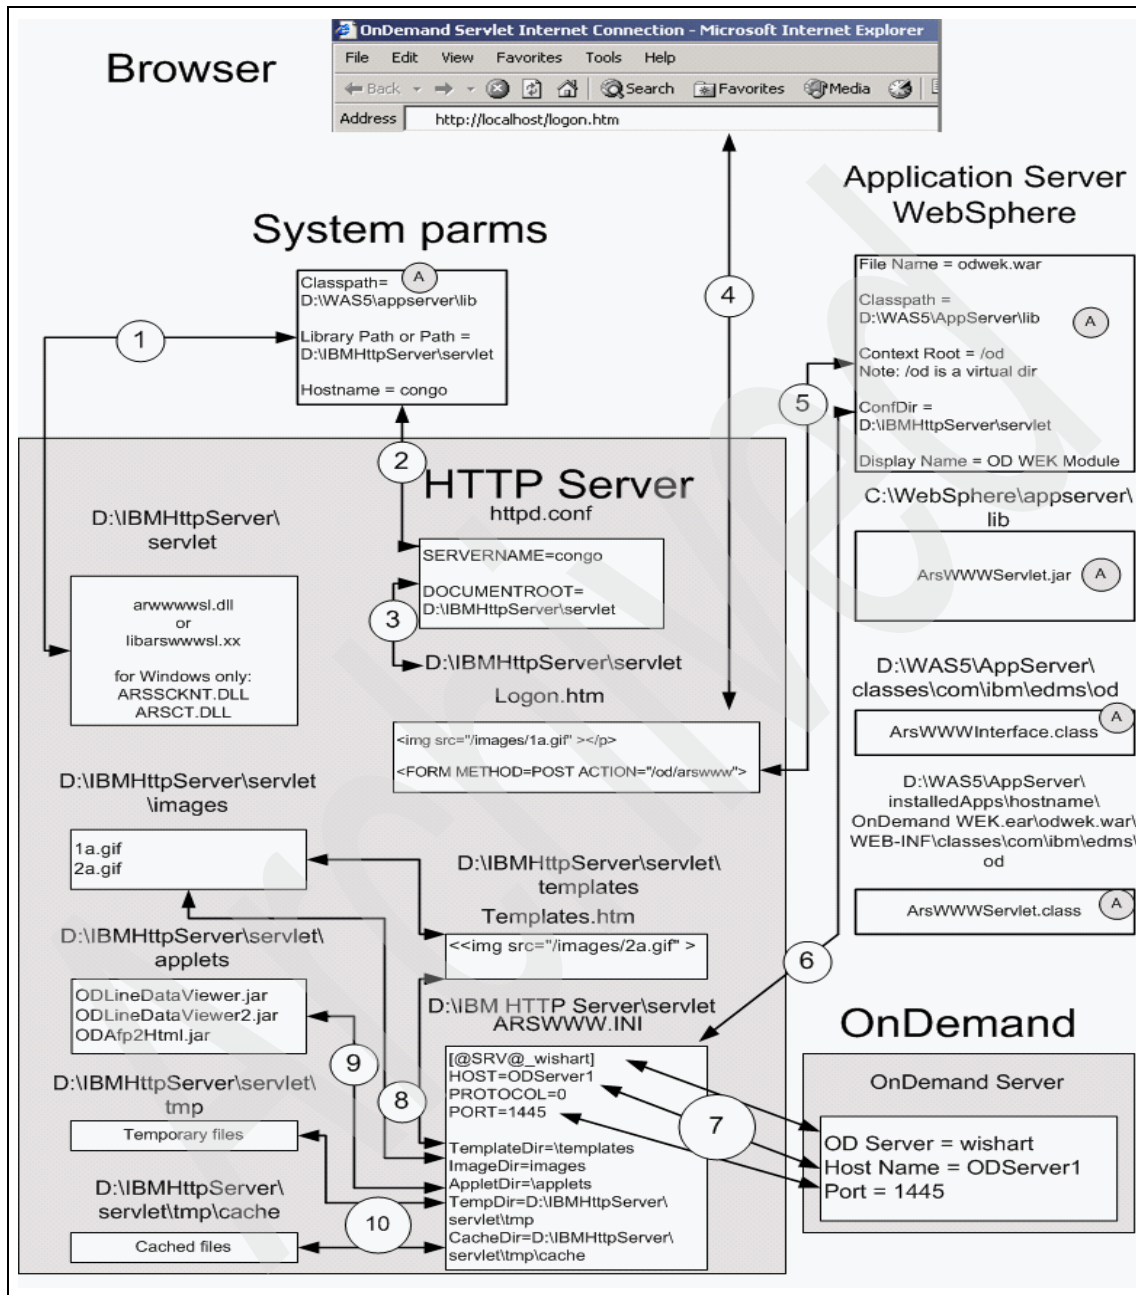 OnDemand Servlet Internet Connection - Microsoft Internet Explorer
File Edit View Favorites Tools Help
Back Search Favorites Media
Address http://localhost/logon.htm
Browser
System parms
Classpath= A
D:\WAS5\appserver\lib
Library Path or Path =
D:\IBMHttpServer\servlet
Hostname = congo
1
2
4
5
Application Server
WebSphere
File Name = odwek.war
Classpath =
D:\WAS5\AppServer\lib
A
Context Root = /od
Note: /od is a virtual dir
ConfDir =
D:\IBMHttpServer\servlet
Display Name = OD WEK Module
C:\WebSphere\appserver\
lib
ArsWWWServlet.jar A
D:\WAS5\AppServer\
classes\com\ibm\edms\od
A
ArsWWWInterface.class
D:\WAS5\AppServer\
installedApps\hostname\
OnDemand WEK.ear\odwek.war\
WEB-INF\classes\com\ibm\edms\
od
ArsWWWServlet.class A
HTTP Server
httpd.conf
SERVERNAME=congo
DOCUMENTROOT=
D:\IBMHttpServer\servlet
3
D:\IBMHttpServer\servlet
Logon.htm
<img src="/images/1a.gif" ></p>
<FORM METHOD=POST ACTION="/od/arswww">
D:\IBMHttpServer\
servlet
arwwwwsl.dll
or
libarswwwsl.xx
for Windows only:
ARSSCKNT.DLL
ARSCT.DLL
D:\IBMHttpServer\servlet
\images
1a.gif
2a.gif
D:\IBMHttpServer\servlet\
templates
Templates.htm
<<img src="/images/2a.gif" >
D:\IBMHttpServer\servlet\
applets
ODLineDataViewer.jar
ODLineDataViewer2.jar
ODAfp2Html.jar
D:\IBM HTTP Server\servlet
ARSWWW.INI
[@SRV@_wishart]
HOST=ODServer1
PROTOCOL=0
PORT=1445
TemplateDir=\templates
ImageDir=images
AppletDir=\applets
TempDir=D:\IBMHttpServer\
servlet\tmp
CacheDir=D:\IBMHttpServer\
servlet\tmp\cache
6
7
8
9
10
D:\IBMHttpServer\servlet\
tmp
Temporary files
D:\IBMHttpServer\
servlet\tmp\cache
Cached files
OnDemand
OnDemand Server
OD Server = wishart
Host Name = ODServer1
Port = 1445
Archived